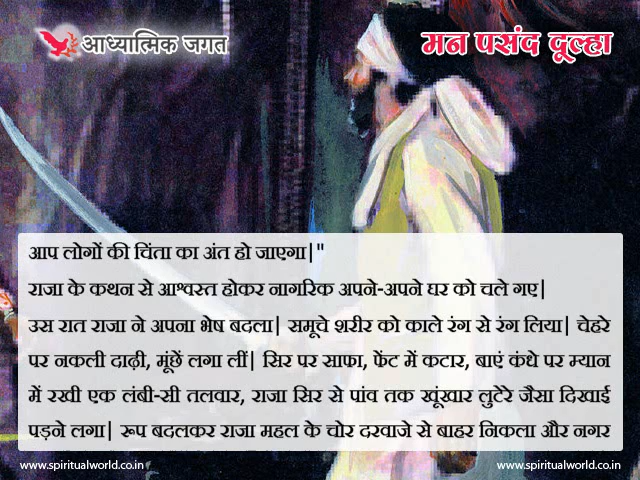 आध्यात्मिक जगत
मन पसंद दूल्हा
आप लोगों की चिंता का अंत हो जाएगा|"
राजा के कथन से आश्वस्त होकर नागरिक अपने-अपने घर को चले गए|
उस रात राजा ने अपना भेष बदला| समूचे शरीर को काले रंग से रंग लिया| चेहरे
पर नकली दाढ़ी, मूंछें लगा लीं| सिर पर साफा, फेंट में कटार, बाएं कंधे पर म्यान
में रखी एक लंबी-सी तलवार, राजा सिर से पांव तक खूंखार लुटेरे जैसा दिखाई
पड़ने लगा| रूप बदलकर राजा महल के चोर दरवाजे से बाहर निकला और नगर
www.spiritualworld.co.in www.spiritualworld.co.in